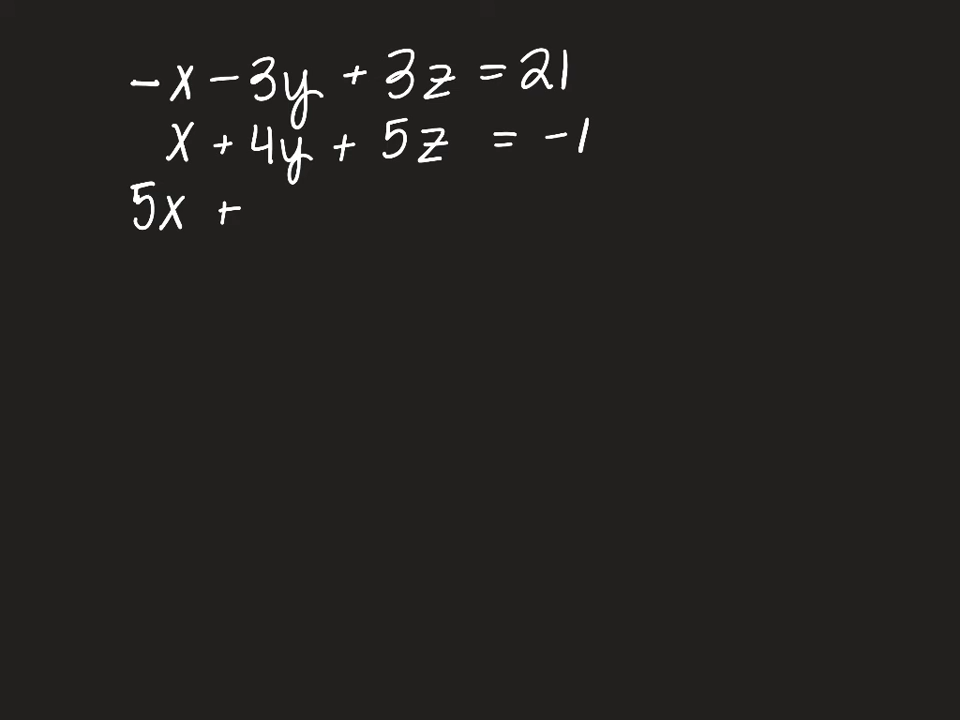 -x - 3y + 3z = 21
x + 4y + 5z = -1
5x +